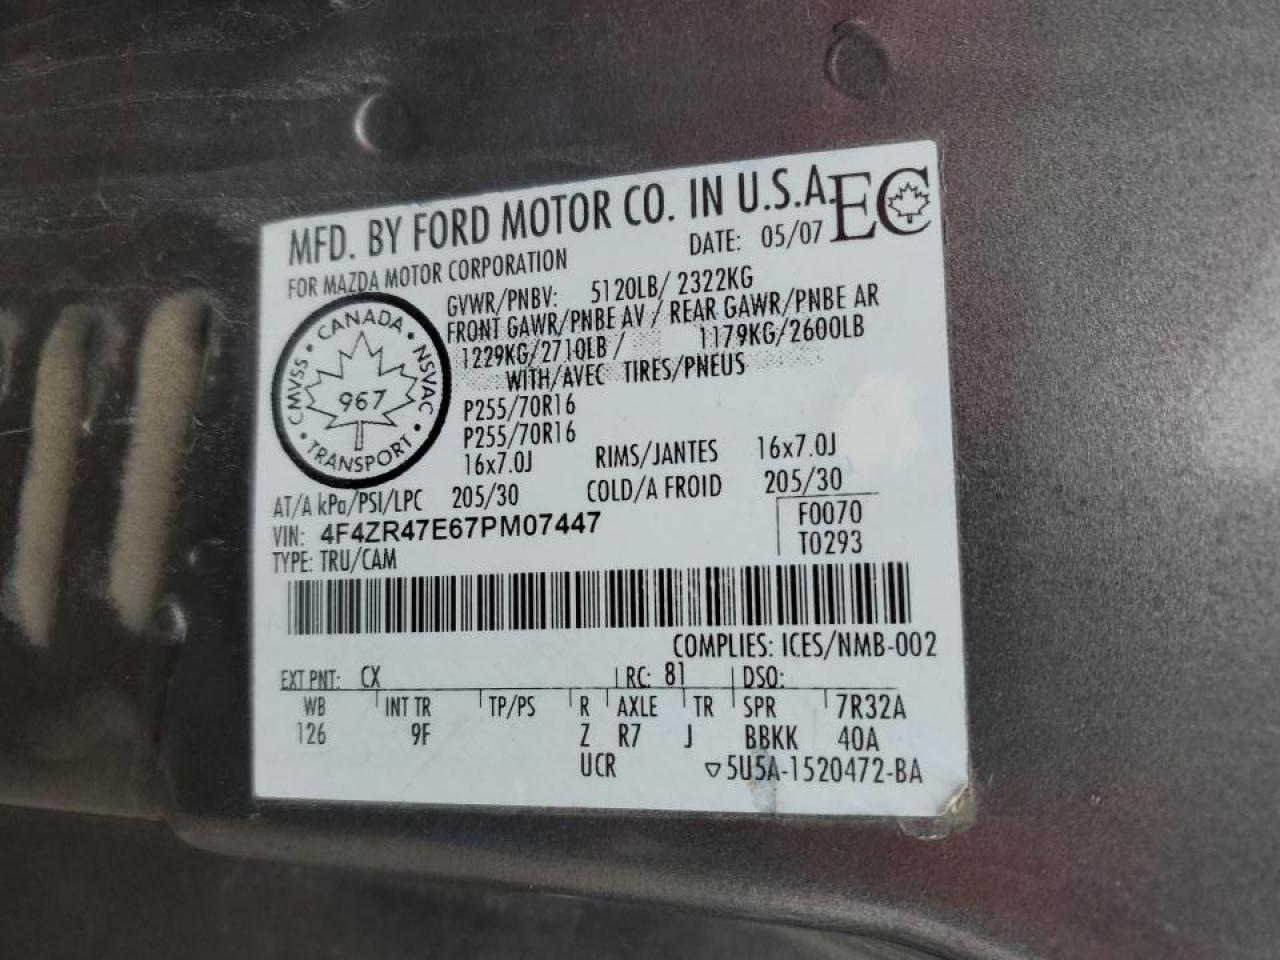 MFD. BY FORD MOTOR CO. IN U.S.A.
EC
FOR MAZDA MOTOR CORPORATION
DATE: 05/07
GVWR/PNBV: 5120LB/ 2322KG
FRONT GAWR/PNBE AV / REAR GAWR/PNBE AR
1229KG/2710LB / 1179KG/2600LB
WITH/AVEC TIRES/PNEUS
CANADA • NSVAC • TRANSPORT • CMVSS •
967
P255/70R16
P255/70R16
16x7.0J RIMS/JANTES 16x7.0J
AT/A kPa/PSI/LPC 205/30 COLD/A FROID 205/30
VIN: 4F4ZR47E67PM07447
F0070
TYPE: TRU/CAM
T0293
COMPLIES: ICES/NMB-002
EXT PNT: CX RC: 81 DSO:
WB INT TR TP/PS R AXLE TR SPR 7R32A
126 9F Z R7 J BBKK 40A
UCR ▽5U5A-1520472-BA